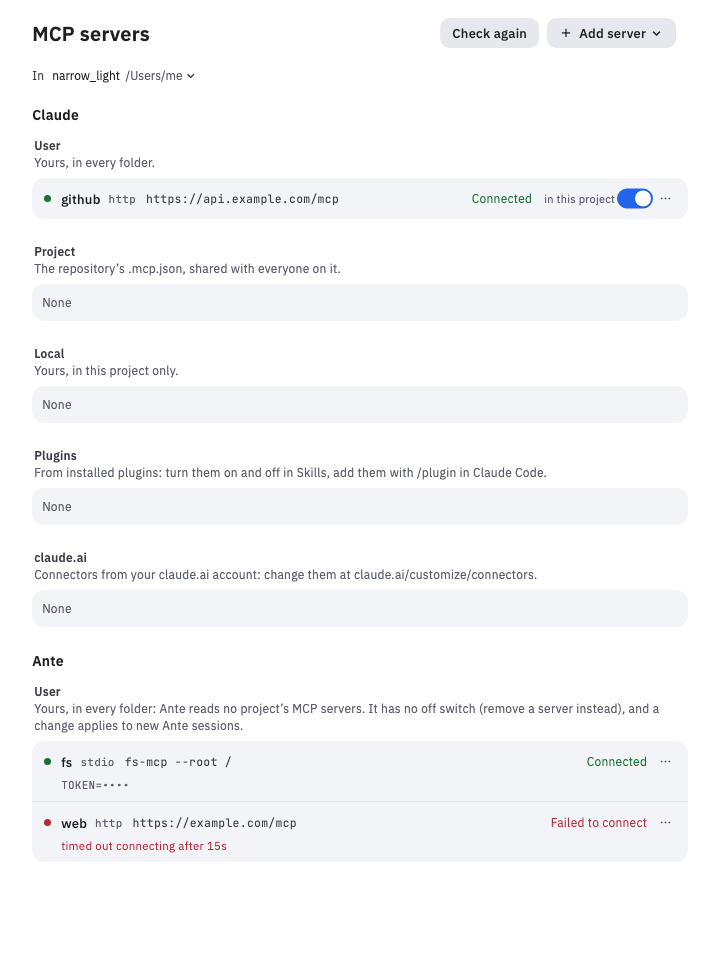 MCP servers
Check again
+ Add server
In narrow_light /Users/me
Claude
User
Yours, in every folder.
github http https://api.example.com/mcp Connected in this project ···
Project
The repository’s .mcp.json, shared with everyone on it.
None
Local
Yours, in this project only.
None
Plugins
From installed plugins: turn them on and off in Skills, add them with /plugin in Claude Code.
None
claude.ai
Connectors from your claude.ai account: change them at claude.ai/customize/connectors.
None
Ante
User
Yours, in every folder: Ante reads no project’s MCP servers. It has no off switch (remove a server instead), and a
change applies to new Ante sessions.
fs stdio fs-mcp --root / Connected ···
TOKEN=••••
web http https://example.com/mcp Failed to connect ···
timed out connecting after 15s